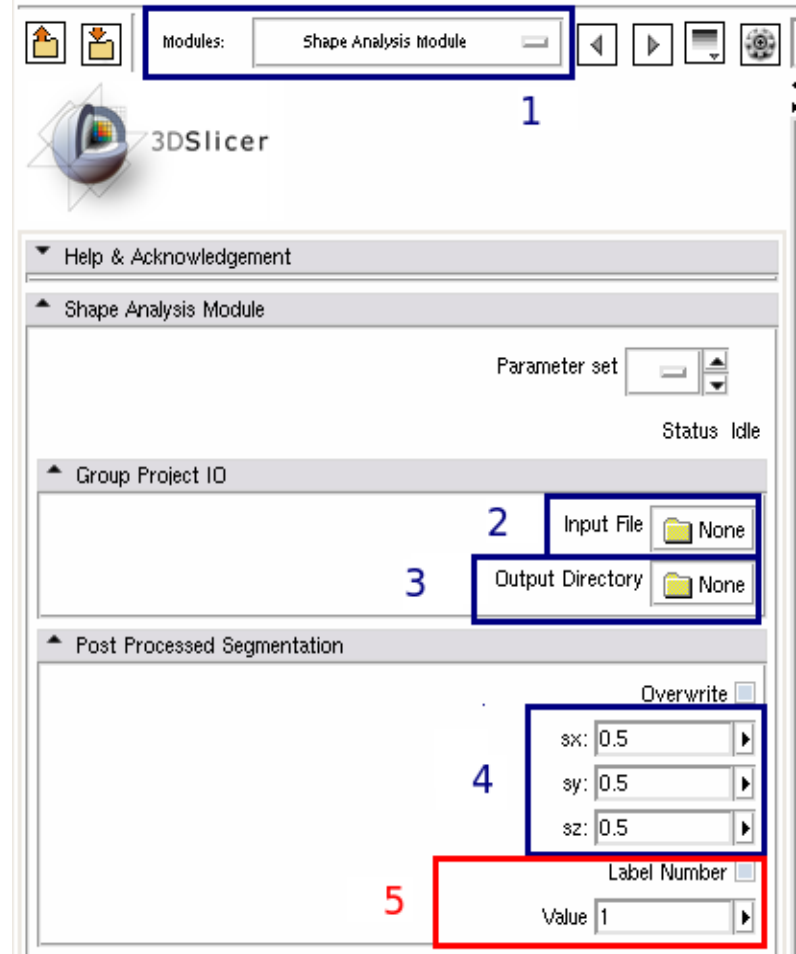 Modules: Shape Analysis Module
1
3DSlicer
Help & Acknowledgement
Shape Analysis Module
Parameter set
Status Idle
Group Project IO
2 Input File None
3 Output Directory None
Post Processed Segmentation
Overwrite
sx: 0.5
4 sy: 0.5
sz: 0.5
Label Number
5 Value 1